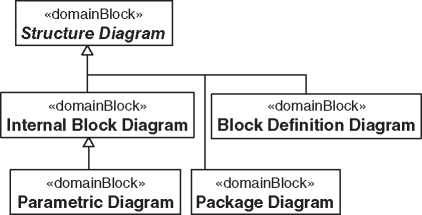 «domainBlock»
Structure Diagram
«domainBlock»
Internal Block Diagram
«domainBlock»
Block Definition Diagram
«domainBlock»
Parametric Diagram
«domainBlock»
Package Diagram